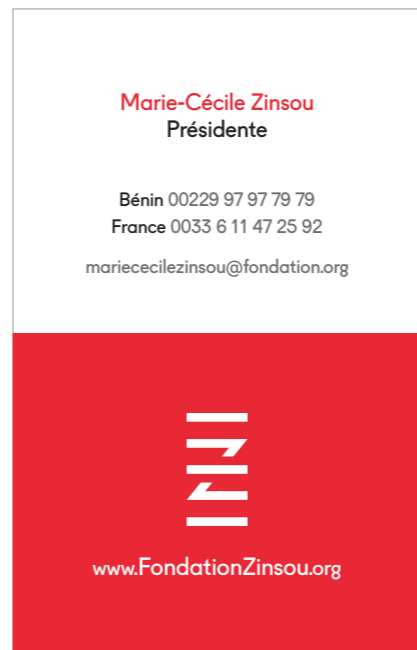 Marie-Cécile Zinsou
Présidente
Bénin 00229 97 97 79 79
France 0033 6 11 47 25 92
mariececilezinsou@fondation.org
www.FondationZinsou.org